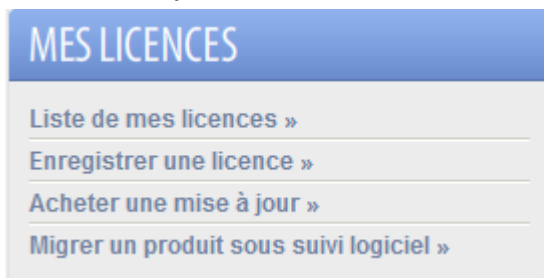 MES LICENCES
Liste de mes licences »
Enregistrer une licence »
Acheter une mise à jour »
Migrer un produit sous suivi logiciel »